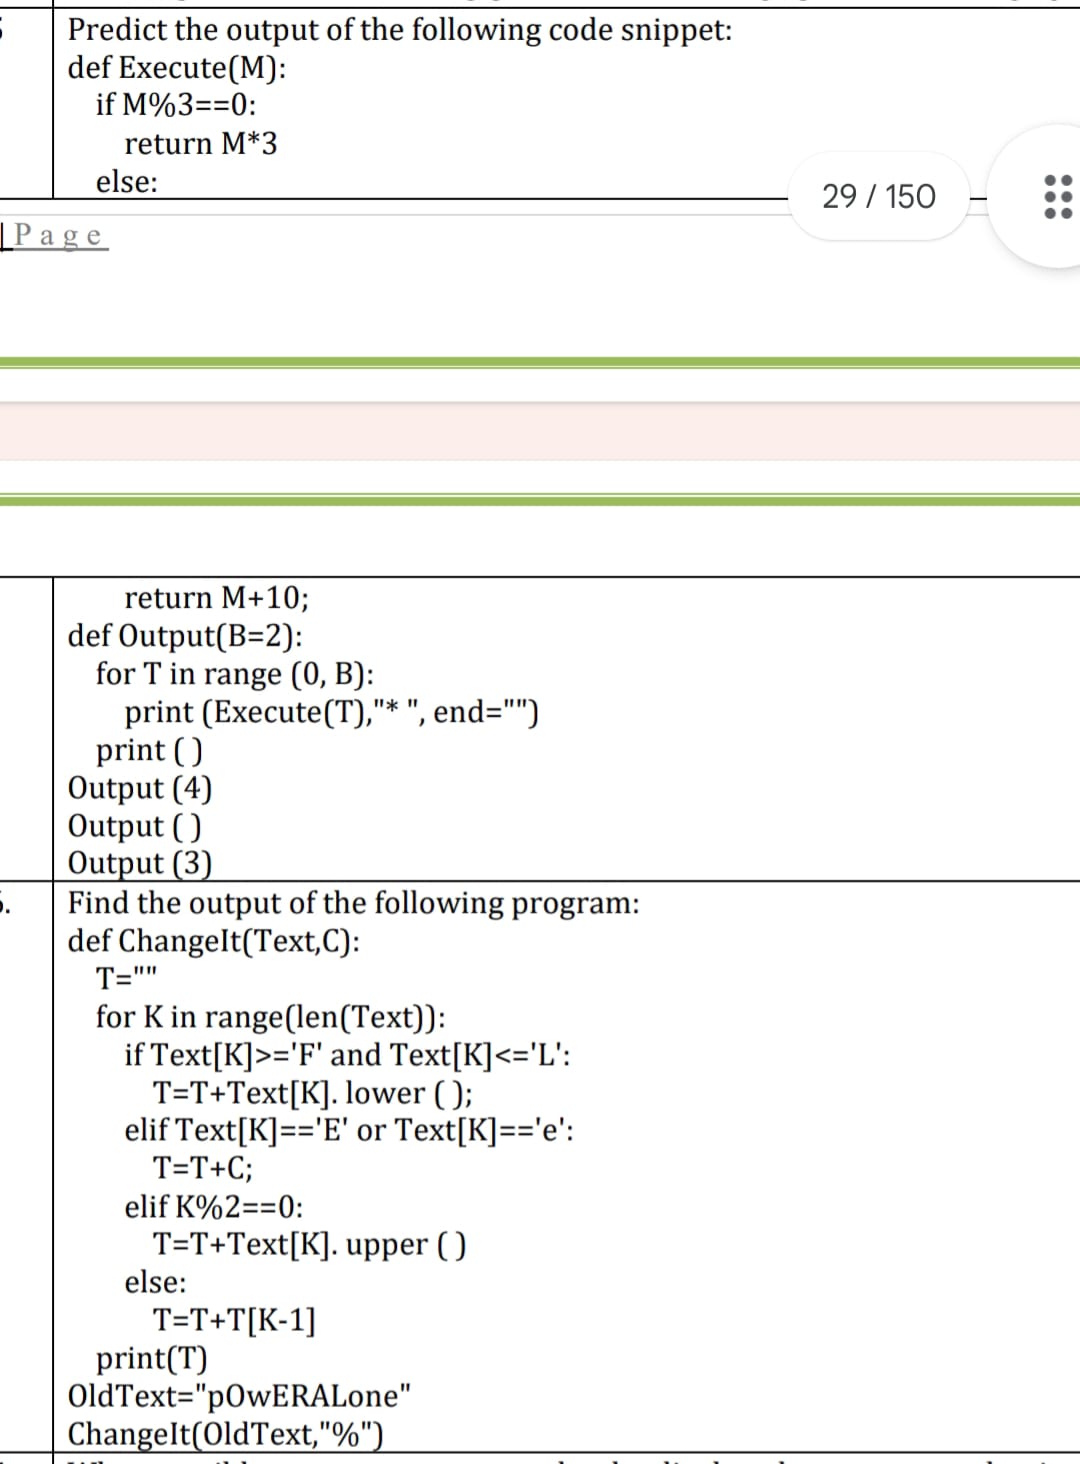 Predict the output of the following code snippet:
def Execute(M):
if M%3==0:
return M*3
else:
29 / 150
| P a g e
return M+10;
def Output(B=2):
for T in range (0, B):
print (Execute(T),"* ", end="")
print ( )
Output (4)
Output ( )
Output (3)
Find the output of the following program:
def ChangeIt(Text,C):
T=""
for K in range(len(Text)):
if Text[K]>='F' and Text[K]<='L':
T=T+Text[K]. lower ( );
elif Text[K]=='E' or Text[K]=='e':
T=T+C;
elif K%2==0:
T=T+Text[K]. upper ( )
else:
T=T+T[K-1]
print(T)
OldText="pOwERALone"
ChangeIt(OldText,"%")